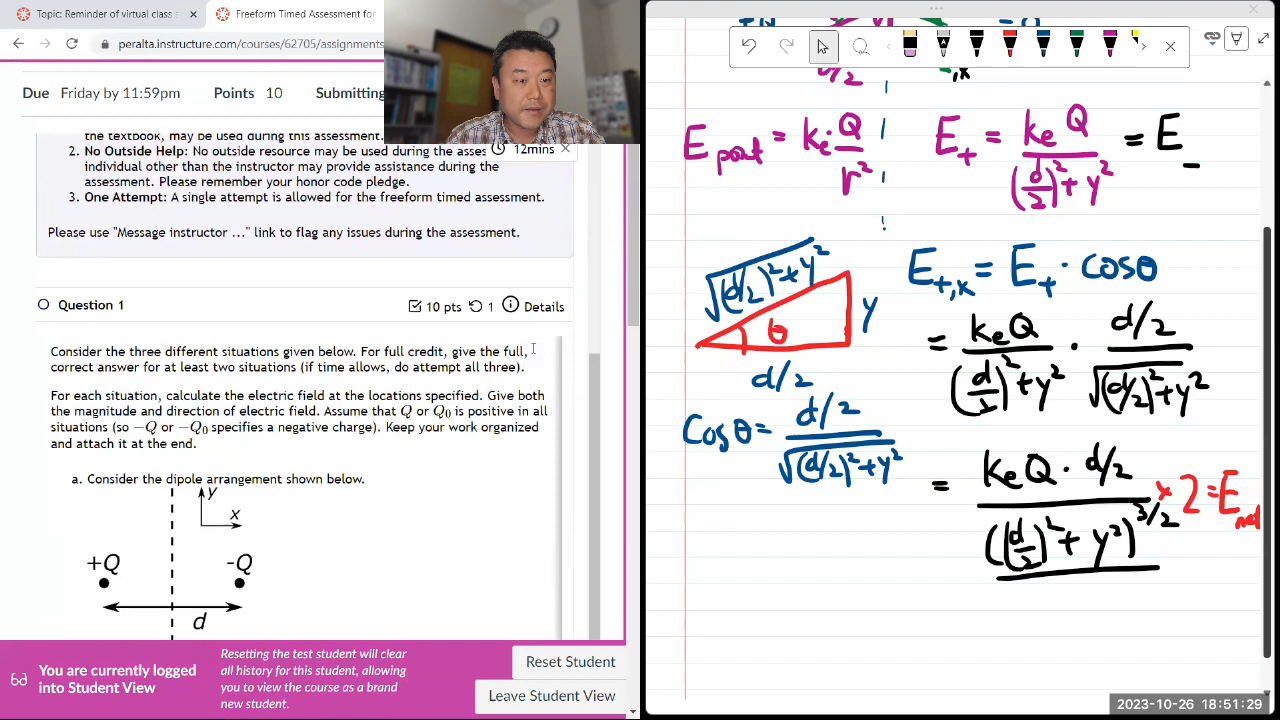 Topic: Reminder of virtual class
Freeform Timed Assessment for
peralta.instructure.com/courses/62705/assignments
Due Friday by 11:59pm Points 10 Submitting
the textbook, may be used during this assessment.
12mins
2. No Outside Help: No outside resource may be used during the asses
individual other than the instructor may provide assistance during the
assessment. Please remember your honor code pledge.
3. One Attempt: A single attempt is allowed for the freeform timed assessment.
Please use "Message instructor ..." link to flag any issues during the assessment.
Question 1
10 pts 1 Details
Consider the three different situations given below. For full credit, give the full,
correct answer for at least two situations (if time allows, do attempt all three).
For each situation, calculate the electric field at the locations specified. Give both
the magnitude and direction of electric field. Assume that Q or Q₀ is positive in all
situations (so −Q or −Q₀ specifies a negative charge). Keep your work organized
and attach it at the end.
a. Consider the dipole arrangement shown below.
y
x
+Q -Q
d
You are currently logged
into Student View
Resetting the test student will clear
all history for this student, allowing
you to view the course as a brand
new student.
Reset Student
Leave Student View
d/2
,x
E point = ke · Q / r²
E+ = ke Q / ((d/2)² + y²) = E−
√((d/2)² + y²)
θ
y
d/2
E+,x = E+ · cosθ
= ke Q / ((d/2)² + y²) · d/2 / √((d/2)² + y²)
cosθ = d/2 / √((d/2)² + y²)
= ke Q · d/2 / ((d/2)² + y²)^3/2 × 2 = E net
2023-10-26 18:51:29